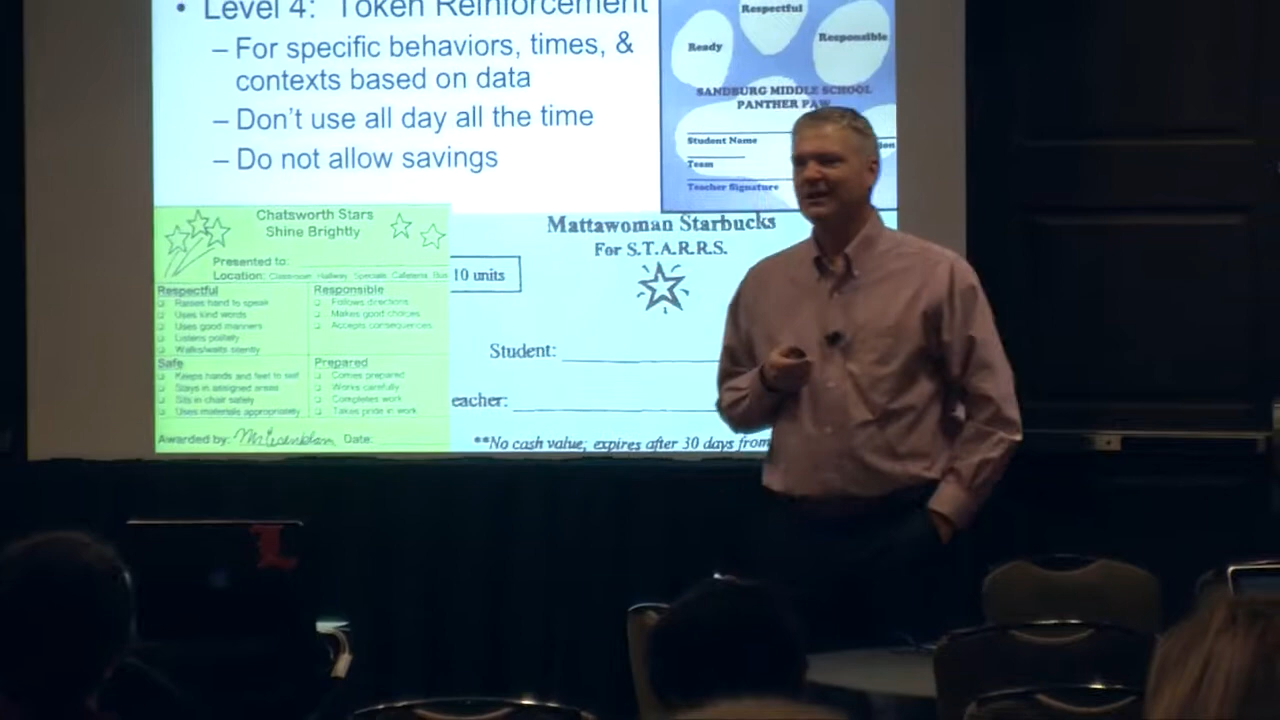 • Level 4: Token Reinforcement
– For specific behaviors, times, &
contexts based on data
– Don't use all day all the time
– Do not allow savings
Respectful
Ready
Responsible
SANDBURG MIDDLE SCHOOL
PANTHER PAW
Student Name
Team
Teacher Signature
Chatsworth Stars
Shine Brightly
Presented to:
Location: Classroom Hallway Specials Cafeteria Bus
Respectful
Raises hand to speak
Uses kind words
Uses good manners
Listens politely
Walks/waits silently
Responsible
Follows directions
Makes good choices
Accepts consequences
Safe
Keeps hands and feet to self
Stays in assigned areas
Sits in chair safely
Uses materials appropriately
Prepared
Comes prepared
Works carefully
Completes work
Takes pride in work
Awarded by:
Date:
Mattawoman Starbucks
For S.T.A.R.R.S.
10 units
1
Student:
eacher:
**No cash value; expires after 30 days from
L